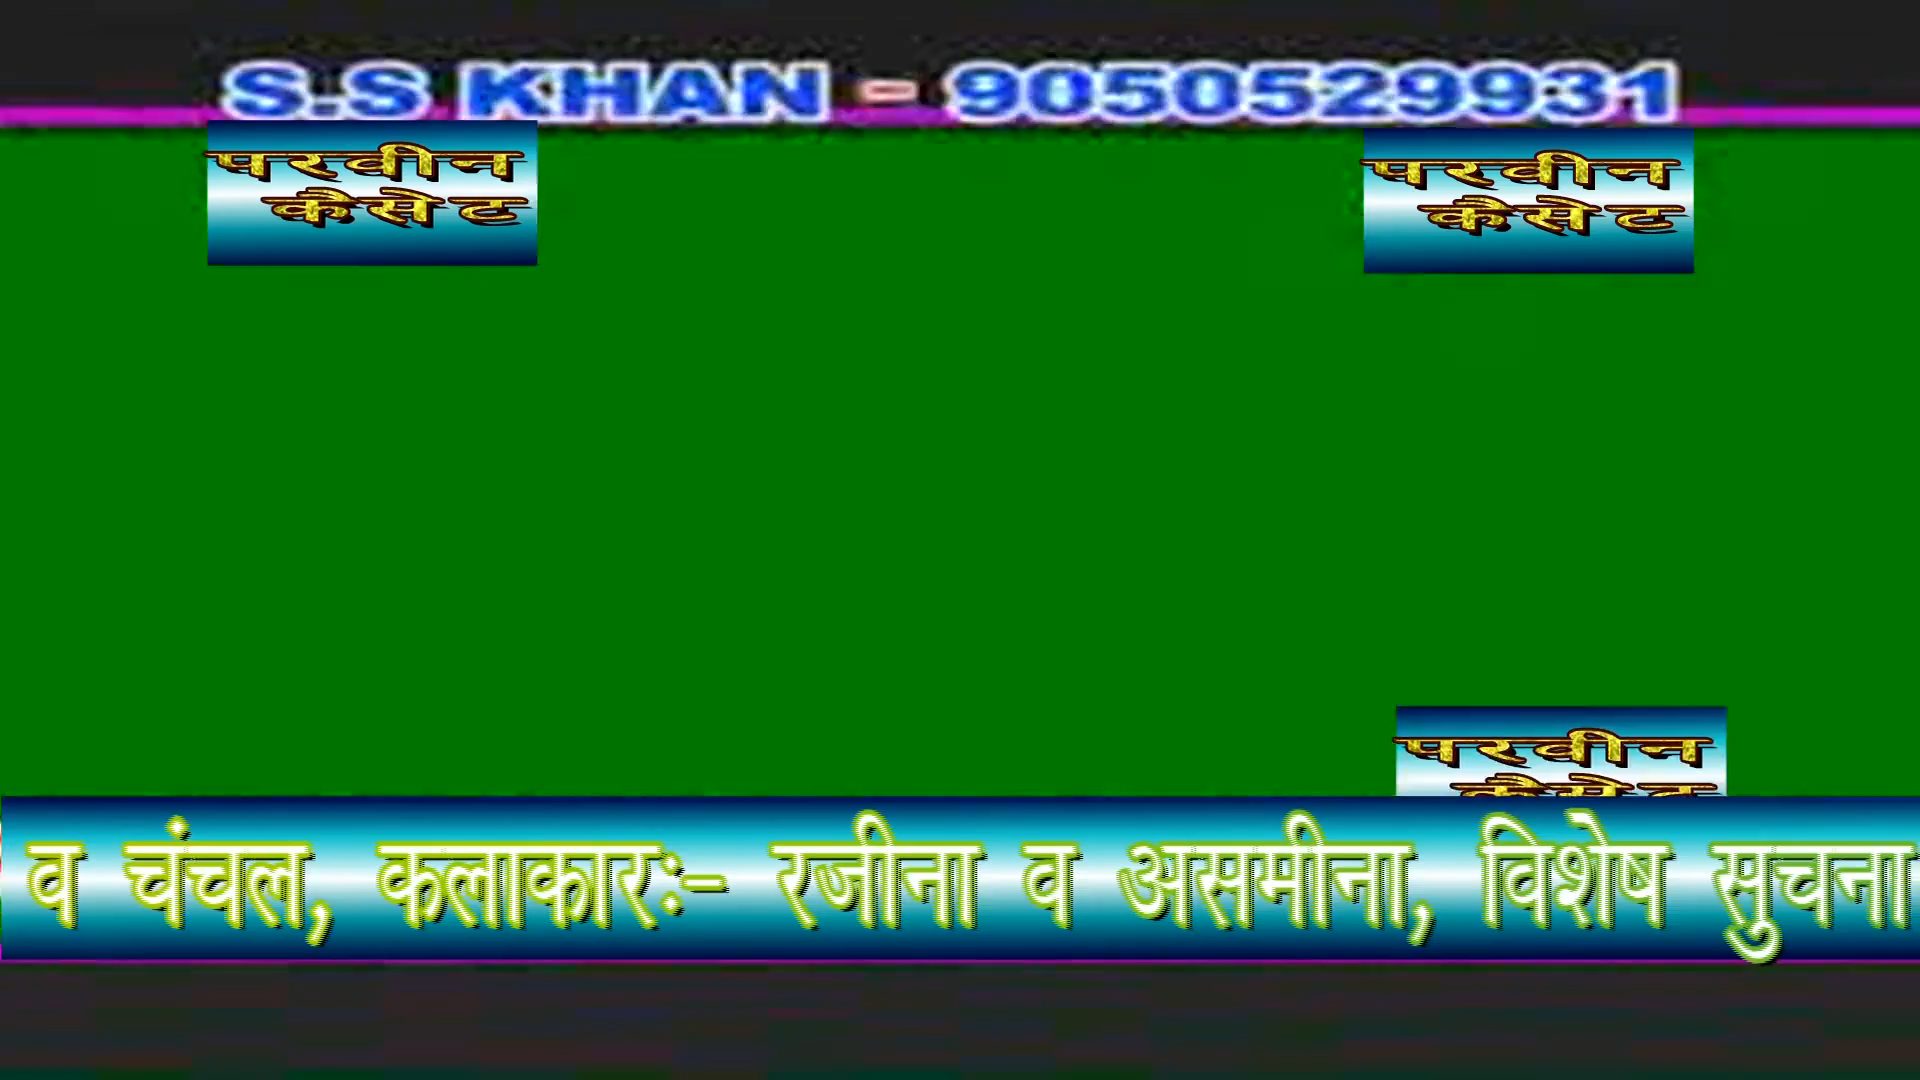 S.S KHAN - 9050529931
परवीन
कैसेट
परवीन
कैसेट
परवीन
कैसेट
व चंचल, कलाकारः- रजीना व असमीना, विशेष सुचना